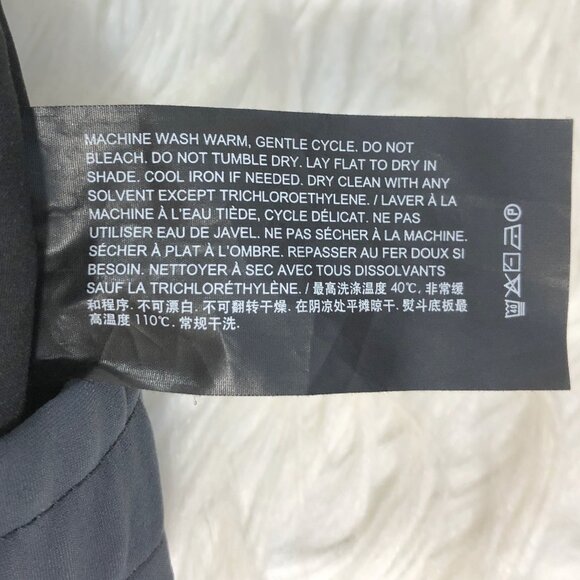 MACHINE WASH WARM, GENTLE CYCLE. DO NOT
BLEACH. DO NOT TUMBLE DRY. LAY FLAT TO DRY IN
SHADE. COOL IRON IF NEEDED. DRY CLEAN WITH ANY
SOLVENT EXCEPT TRICHLOROETHYLENE. / LAVER À LA
MACHINE À L'EAU TIÈDE, CYCLE DÉLICAT. NE PAS
UTILISER EAU DE JAVEL. NE PAS SÉCHER À LA MACHINE.
SÉCHER À PLAT À L'OMBRE. REPASSER AU FER DOUX SI
BESOIN. NETTOYER À SEC AVEC TOUS DISSOLVANTS
SAUF LA TRICHLORÉTHYLÈNE. / 最高洗涤温度 40℃, 非常缓
和程序. 不可漂白. 不可翻转干燥. 在阴凉处平摊晾干. 熨斗底板最
高温度 110℃. 常规干洗.
40
P